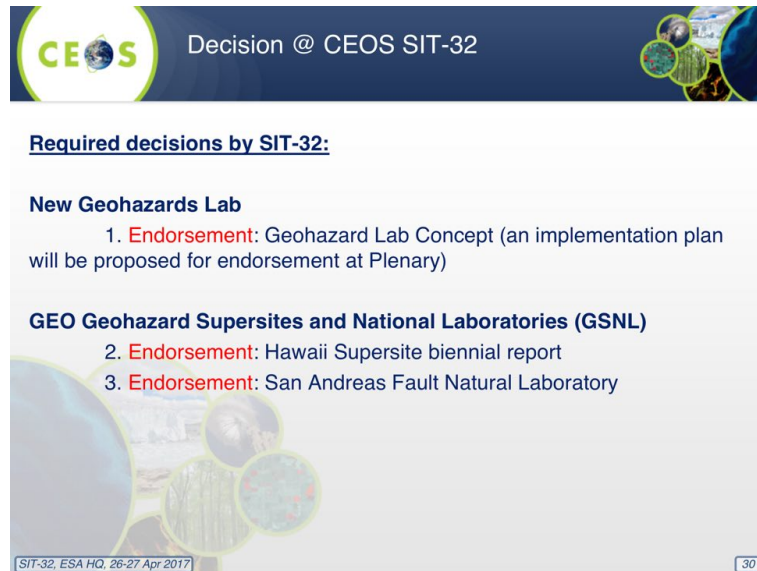 CEOS
Decision @ CEOS SIT-32
Required decisions by SIT-32:
New Geohazards Lab
1. Endorsement: Geohazard Lab Concept (an implementation plan
will be proposed for endorsement at Plenary)
GEO Geohazard Supersites and National Laboratories (GSNL)
2. Endorsement: Hawaii Supersite biennial report
3. Endorsement: San Andreas Fault Natural Laboratory
SIT-32, ESA HQ, 26-27 Apr 2017
30